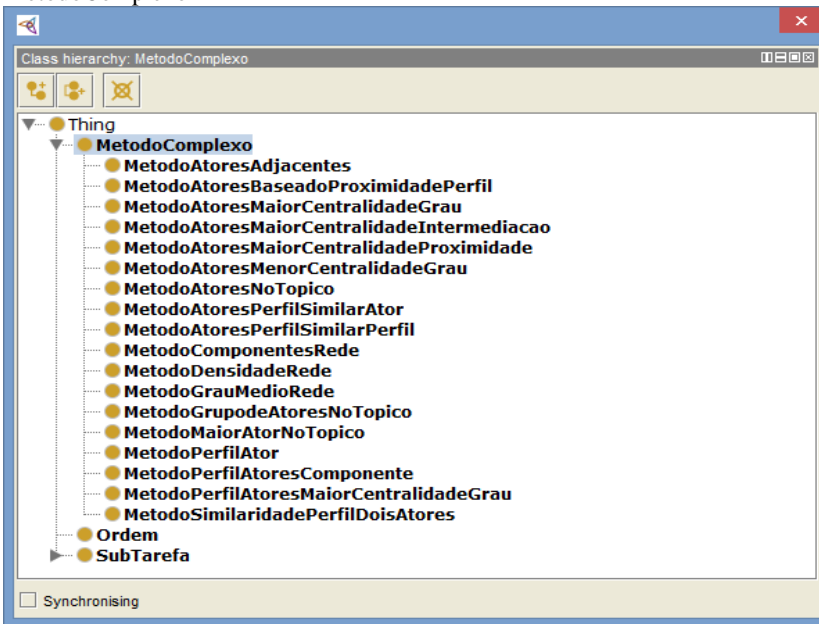 Class hierarchy: MetodoComplexo
Thing
MetodoComplexo
MetodoAtoresAdjacentes
MetodoAtoresBaseadoProximidadePerfil
MetodoAtoresMaiorCentralidadeGrau
MetodoAtoresMaiorCentralidadeIntermediacao
MetodoAtoresMaiorCentralidadeProximidade
MetodoAtoresMenorCentralidadeGrau
MetodoAtoresNoTopico
MetodoAtoresPerfilSimilarAtor
MetodoAtoresPerfilSimilarPerfil
MetodoComponentesRede
MetodoDensidadeRede
MetodoGrauMedioRede
MetodoGrupodeAtoresNoTopico
MetodoMaiorAtorNoTopico
MetodoPerfilAtor
MetodoPerfilAtoresComponente
MetodoPerfilAtoresMaiorCentralidadeGrau
MetodoSimilaridadePerfilDoisAtores
Ordem
SubTarefa
Synchronising